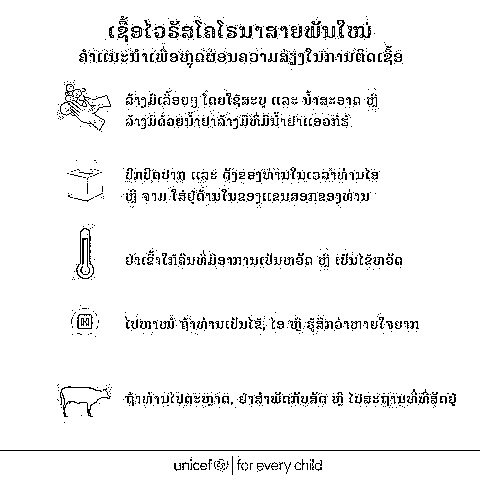 ເຊື້ອໄວຣັສໂຄໂຣນາສາຍພັນໃໝ່
ຄຳແນະນຳເພື່ອຫຼຸດຜ່ອນຄວາມສ່ຽງໃນການຕິດເຊື້ອ
ລ້າງມືເລື້ອຍໆ ໂດຍໃຊ້ສະບູ ແລະ ນ້ຳສະອາດ ຫຼື
ລ້າງມືດ້ວຍນ້ຳຢາລ້າງມືທີ່ມີນ້ຳຢາແອວກໍຮໍ
ປົກປິດປາກ ແລະ ດັງຂອງທ່ານໃນເວລາທ່ານໄອ
ຫຼື ຈາມ ໃສ່ຢູ່ດ້ານໃນຂອງແຂນສອກຂອງທ່ານ
ຢ່າເຂົ້າໃກ້ຄົນທີ່ມີອາການເປັນຫວັດ ຫຼື ເປັນໄຂ້ຫວັດ
ໄປຫາໝໍ ຖ້າທ່ານເປັນໄຂ້, ໄອ ຫຼື ຮູ້ສຶກວ່າຫາຍໃຈຍາກ
ຖ້າທ່ານໄປຕະຫຼາດ, ຢ່າສຳພັດກັບສັດ ຫຼື ໄປສະຖານທີ່ທີ່ສັດຢູ່
unicef | for every child